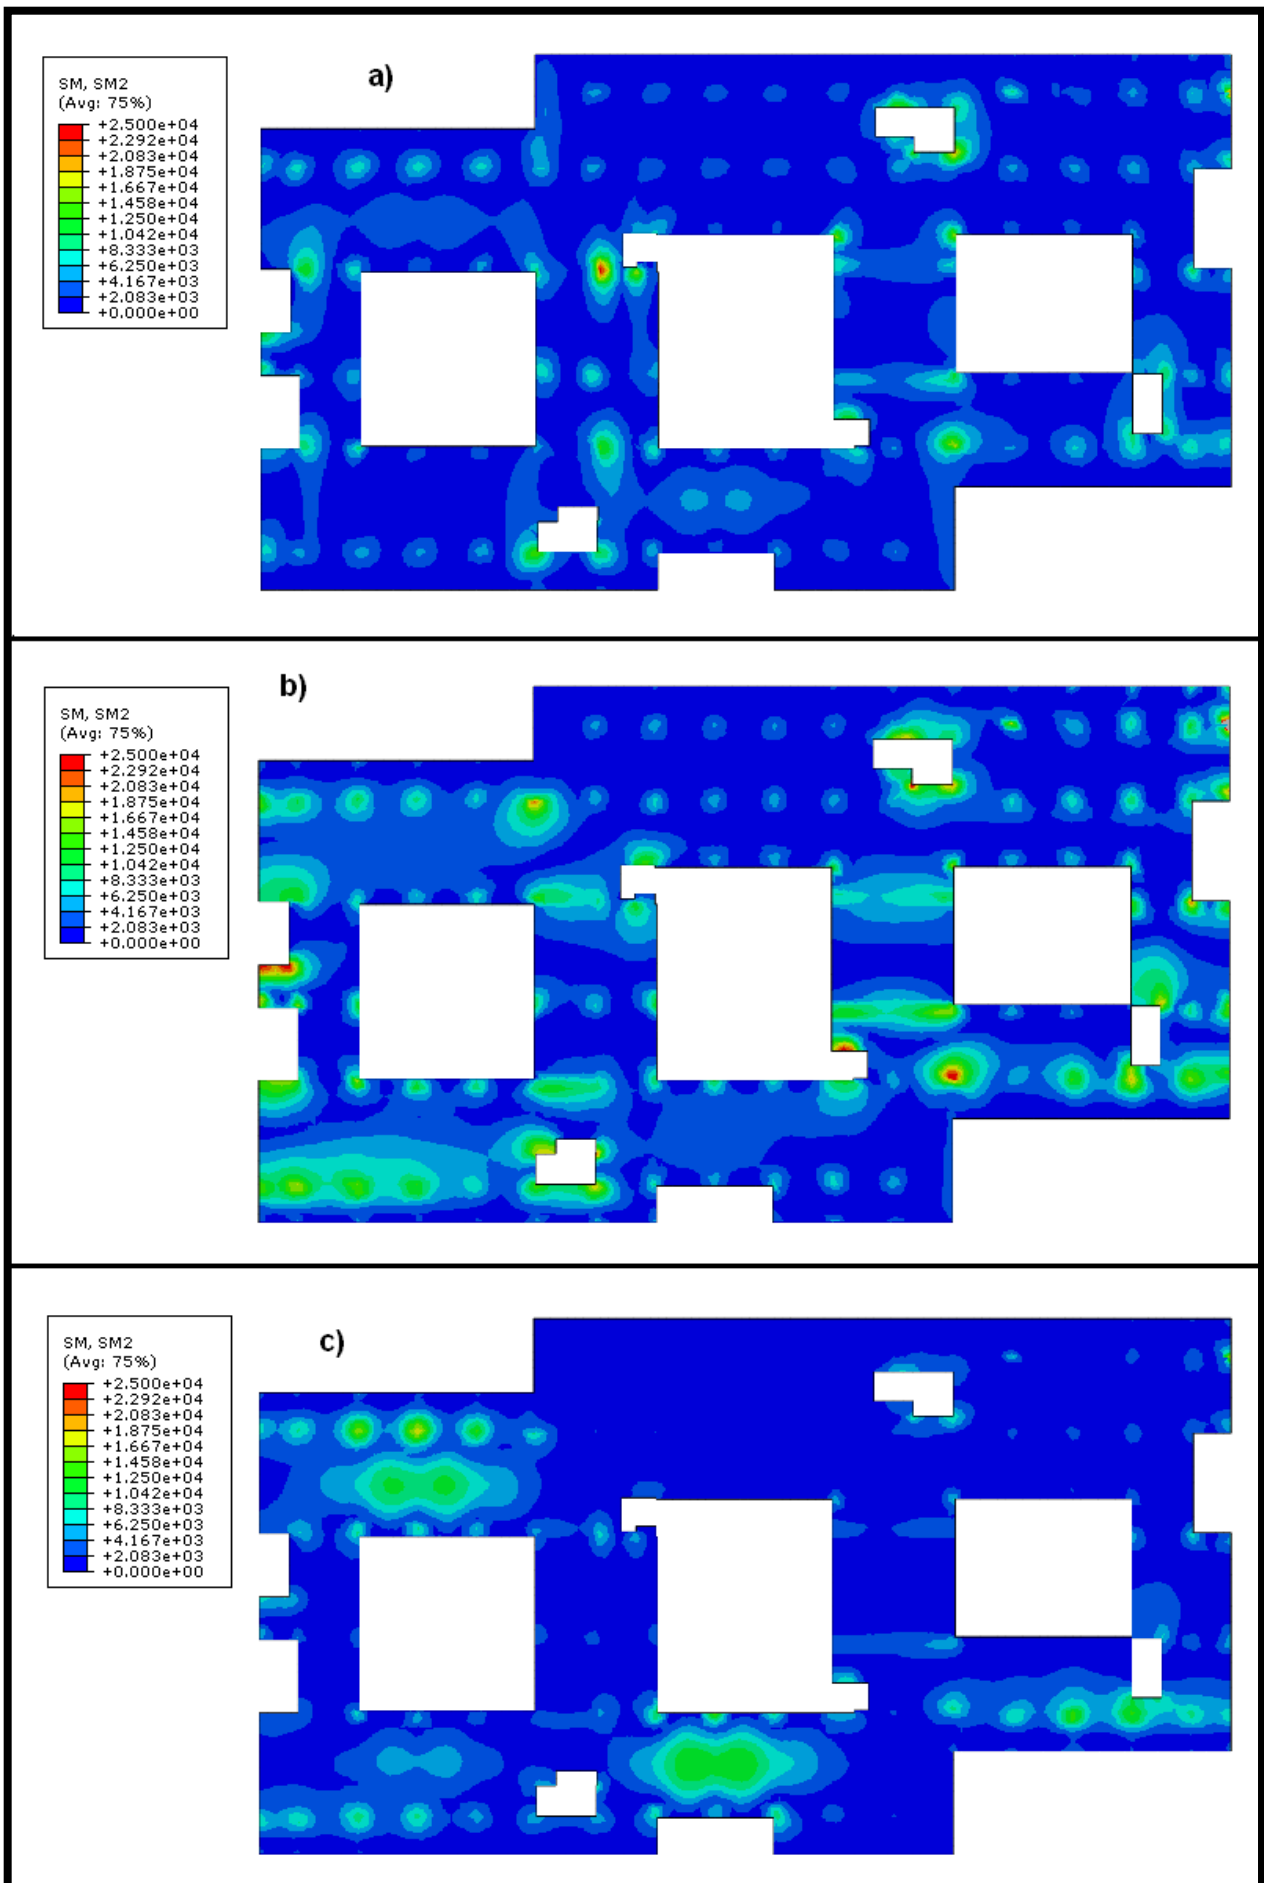 a)
SM, SM2
(Avg: 75%)
+2.500e+04
+2.292e+04
+2.083e+04
+1.875e+04
+1.667e+04
+1.458e+04
+1.250e+04
+1.042e+04
+8.333e+03
+6.250e+03
+4.167e+03
+2.083e+03
+0.000e+00
b)
SM, SM2
(Avg: 75%)
+2.500e+04
+2.292e+04
+2.083e+04
+1.875e+04
+1.667e+04
+1.458e+04
+1.250e+04
+1.042e+04
+8.333e+03
+6.250e+03
+4.167e+03
+2.083e+03
+0.000e+00
c)
SM, SM2
(Avg: 75%)
+2.500e+04
+2.292e+04
+2.083e+04
+1.875e+04
+1.667e+04
+1.458e+04
+1.250e+04
+1.042e+04
+8.333e+03
+6.250e+03
+4.167e+03
+2.083e+03
+0.000e+00